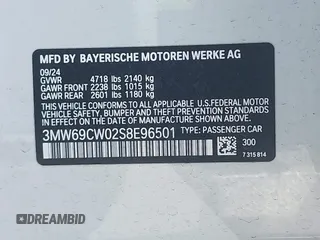 MFD BY BAYERISCHE MOTOREN WERKE AG
09/24
GVWR 4718 lbs 2140 kg
GAWR FRONT 2238 lbs 1015 kg
GAWR REAR 2601 lbs 1180 kg
THIS VEHICLE CONFORMS TO ALL APPLICABLE U.S. FEDERAL MOTOR
VEHICLE SAFETY, BUMPER, AND THEFT PREVENTION STANDARDS IN
EFFECT ON THE DATE OF MANUFACTURE SHOWN ABOVE.
3MW69CW02S8E96501 TYPE: PASSENGER CAR
300
7 315 814
DREAMBID